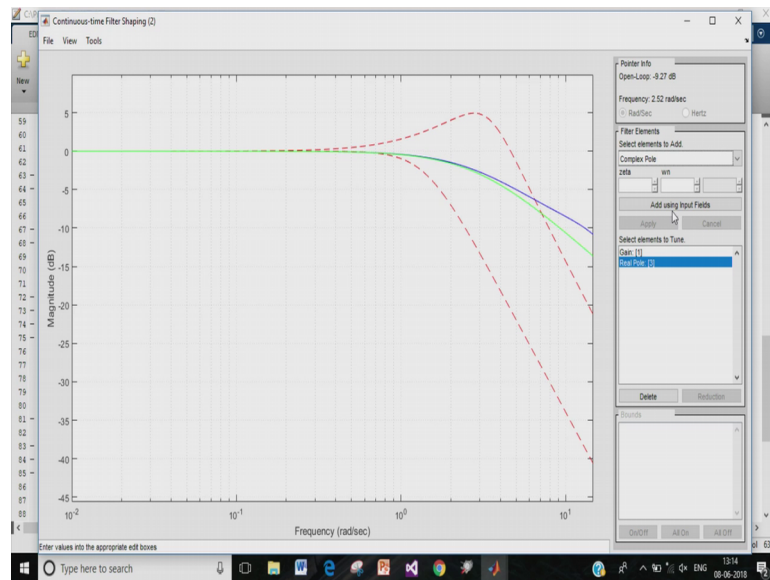 Continuous-time Filter Shaping (2)
File View Tools
New
59
60
61
62
63
64
65
66
67
68
69
70
71
72
73
74
75
76
77
78
79
80
81
82
83
84
85
86
87
88
5
0
-5
-10
-15
-20
-25
-30
-35
-40
-45
Magnitude (dB)
10-2 10-1 100 101
Frequency (rad/sec)
Pointer Info
Open-Loop: -9.27 dB
Frequency: 2.52 rad/sec
Rad/Sec Hertz
Filter Elements
Select elements to Add.
Complex Pole
zeta wn
Add using Input Fields
Apply Cancel
Select elements to Tune.
Gain: [1]
Real Pole: [3]
Delete Reduction
Bounds
On/Off All On All Off
Enter values into the appropriate edit boxes
Type here to search
ENG
13:14
08-06-2018